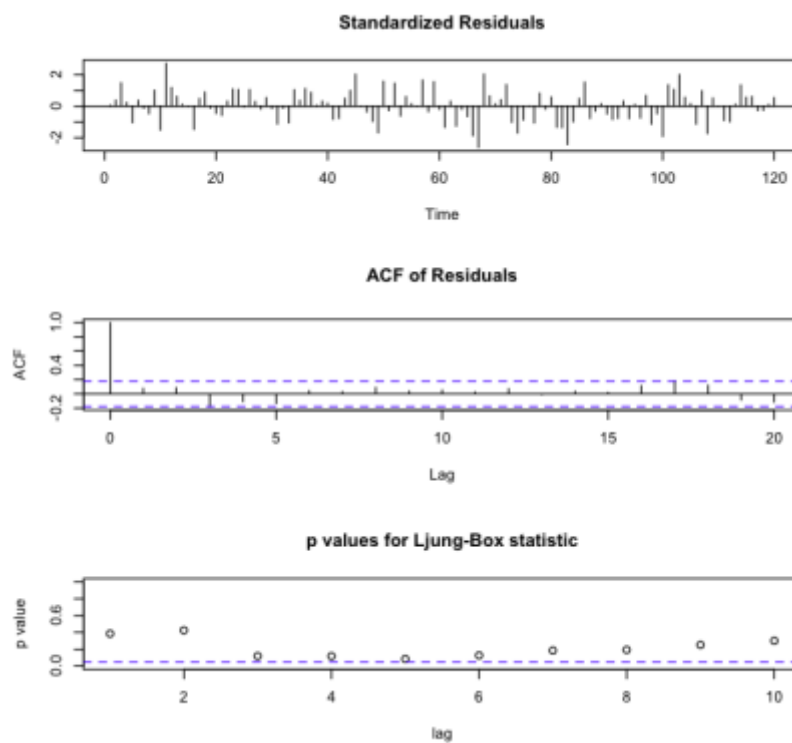 Standardized Residuals
2
0
-2
0 20 40 60 80 100 120
Time
ACF of Residuals
1.0
0.4
-0.2
ACF
0 5 10 15 20
Lag
p values for Ljung-Box statistic
0.6
0.0
p value
2 4 6 8 10
lag